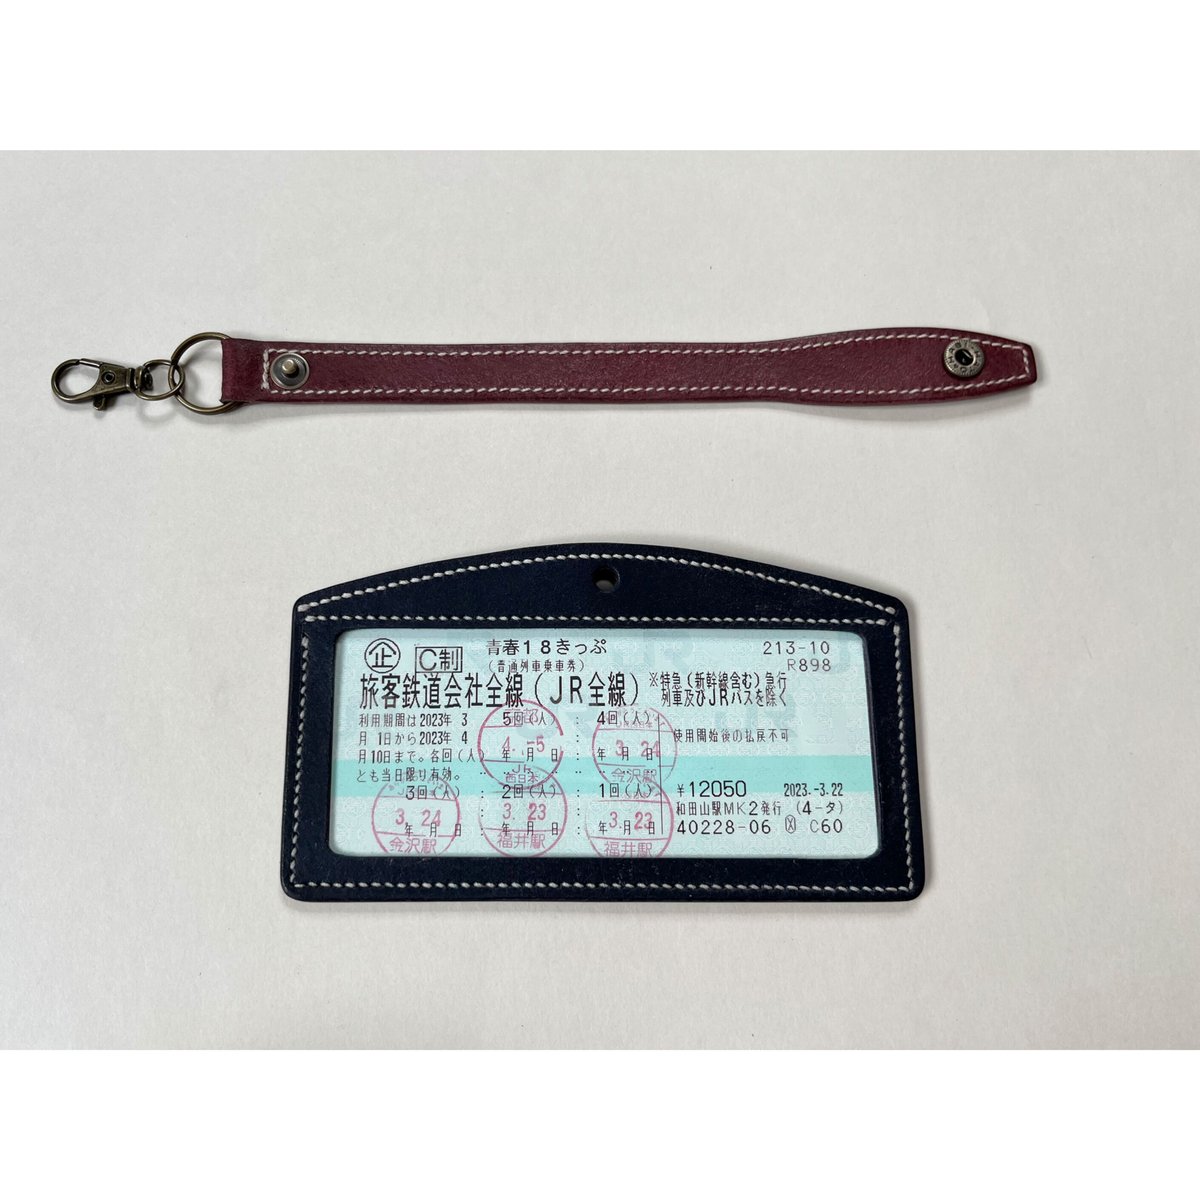 企 C制 青春18きっぷ 213-10
(普通列車乗車券) R898
旅客鉄道会社全線(JR全線) ※特急(新幹線含む)急行
列車及びJRバスを除く
利用期間は2023年 3 5回(人) : 4回(人)
月 1日から2023年 4 4.-5 3.24 使用開始後の払戻不可
月10日まで。各回(人) 年 月 日 : 年 月 日
とも当日限り有効。 西日本 金沢駅
3回(人) : 2回(人) : 1回(人) ¥12050 2023.-3.22
3.24 3.23 3.23 和田山駅MK2発行 (4-タ)
年 月 日 : 年 月 日 : 年 月 日 40228-06 C60
金沢駅 福井駅 福井駅